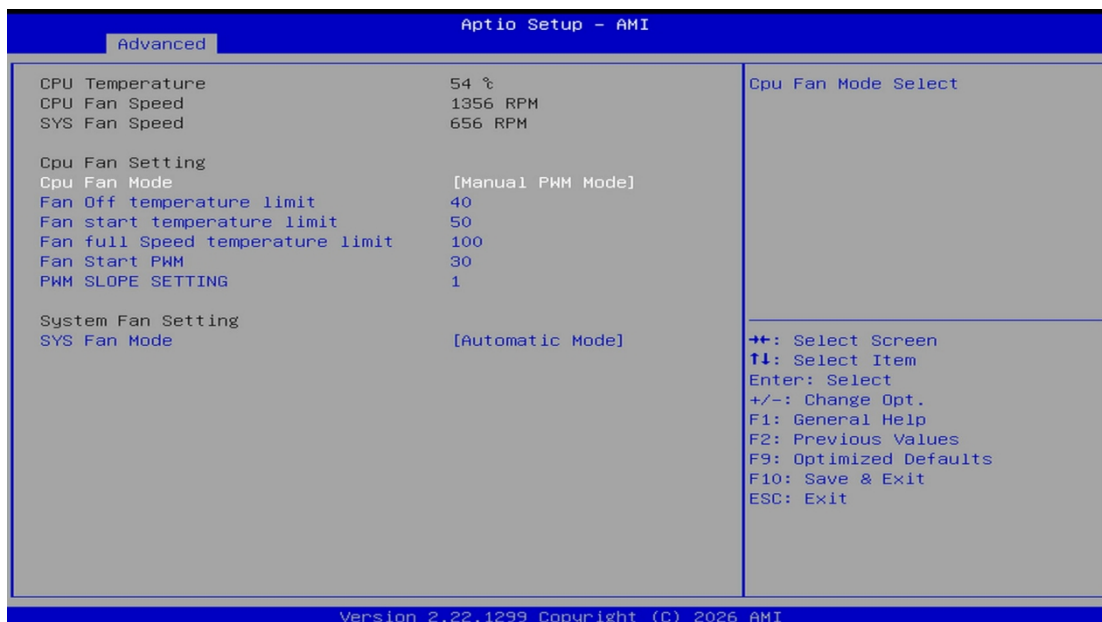 Aptio Setup – AMI
Advanced
CPU Temperature 54 ℃
CPU Fan Speed 1356 RPM
SYS Fan Speed 656 RPM
Cpu Fan Setting
Cpu Fan Mode [Manual PWM Mode]
Fan Off temperature limit 40
Fan start temperature limit 50
Fan full Speed temperature limit 100
Fan Start PWM 30
PWM SLOPE SETTING 1
System Fan Setting
SYS Fan Mode [Automatic Mode]
Cpu Fan Mode Select
→←: Select Screen
↑↓: Select Item
Enter: Select
+/-: Change Opt.
F1: General Help
F2: Previous Values
F9: Optimized Defaults
F10: Save & Exit
ESC: Exit
Version 2.22.1299 Copyright (C) 2026 AMI